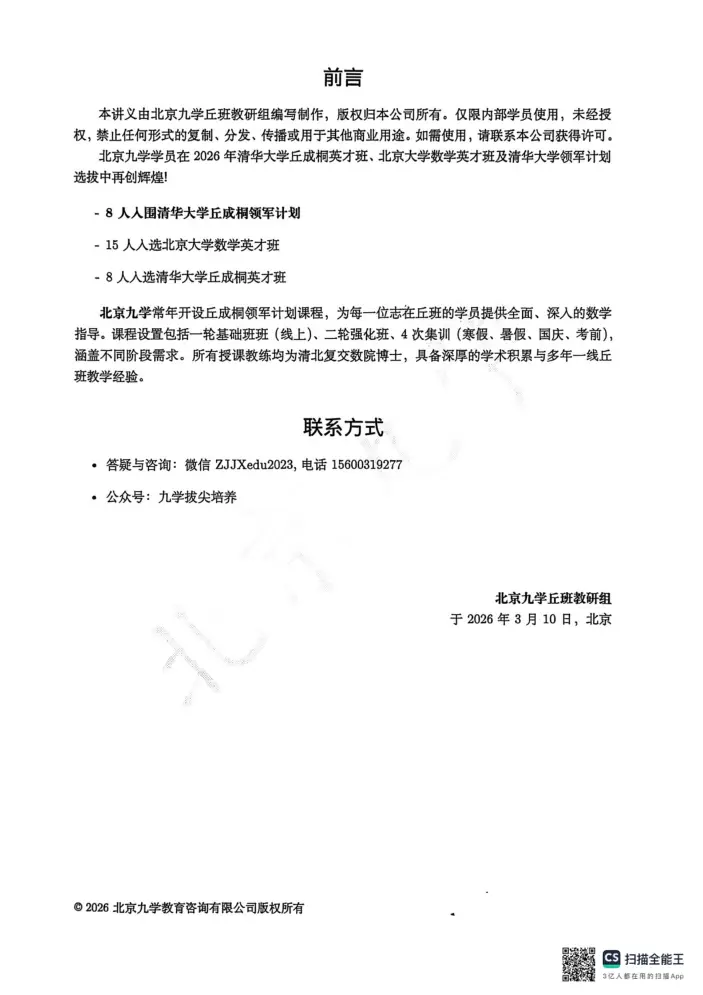 前言
本讲义由北京九学丘班教研组编写制作，版权归本公司所有。仅限内部学员使用，未经授
权，禁止任何形式的复制、分发、传播或用于其他商业用途。如需使用，请联系本公司获得许可。
北京九学学员在 2026 年清华大学丘成桐英才班、北京大学数学英才班及清华大学领军计划
选拔中再创辉煌!
- 8 人入围清华大学丘成桐领军计划
- 15 人入选北京大学数学英才班
- 8 人入选清华大学丘成桐英才班
北京九学常年开设丘成桐领军计划课程，为每一位志在丘班的学员提供全面、深入的数学
指导。课程设置包括一轮基础班班（线上）、二轮强化班、4 次集训（寒假、暑假、国庆、考前），
涵盖不同阶段需求。所有授课教练均为清北复交数院博士，具备深厚的学术积累与多年一线丘
班教学经验。
联系方式
• 答疑与咨询：微信 ZJJXedu2023, 电话 15600319277
• 公众号：九学拔尖培养
北京九学丘班教研组
于 2026 年 3 月 10 日，北京
© 2026 北京九学教育咨询有限公司版权所有
CS 扫描全能王
3亿人都在用的扫描App